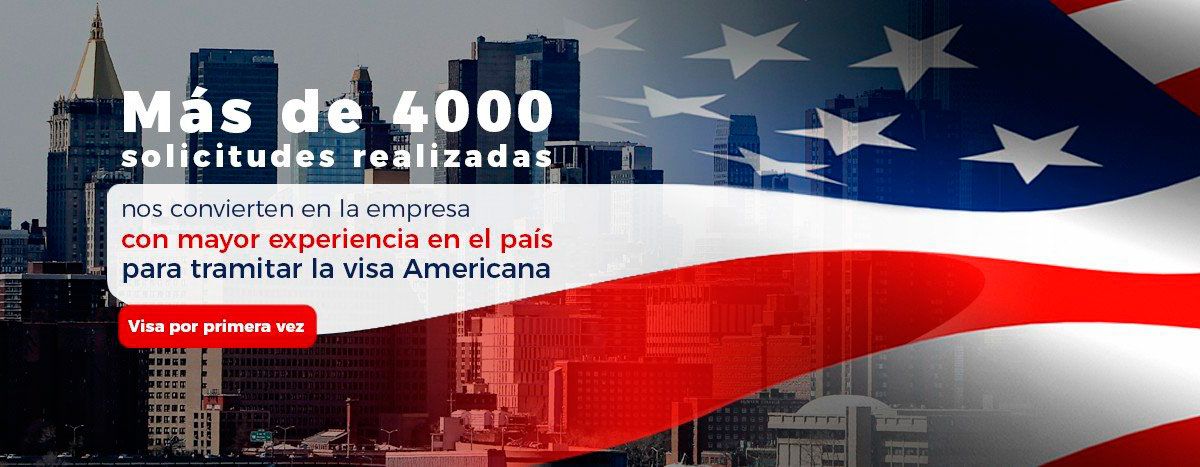 Más de 4000
solicitudes realizadas
nos convierten en la empresa
con mayor experiencia en el país
para tramitar la visa Americana
Visa por primera vez